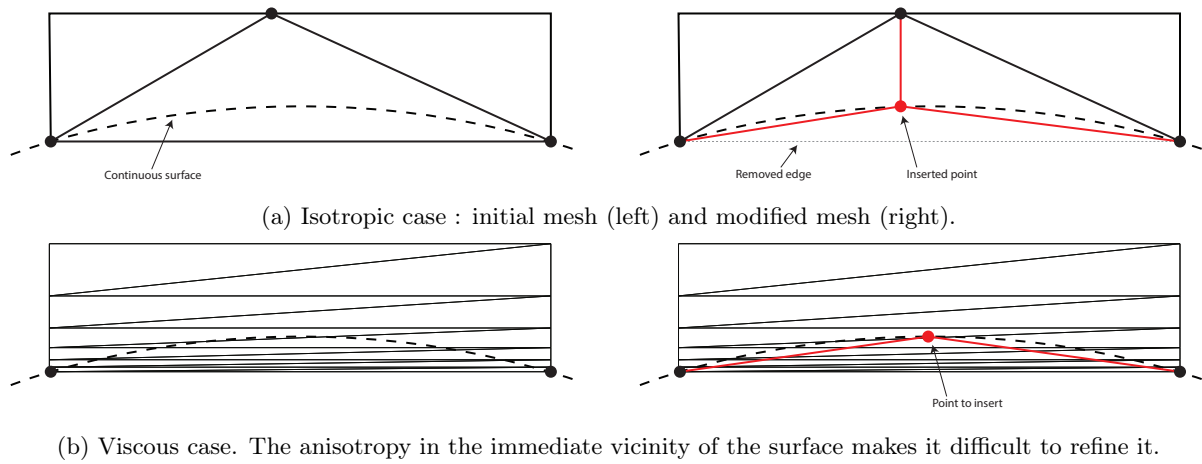 Continuous surface
Removed edge
Inserted point
(a) Isotropic case : initial mesh (left) and modified mesh (right).
Point to insert
(b) Viscous case. The anisotropy in the immediate vicinity of the surface makes it difficult to refine it.